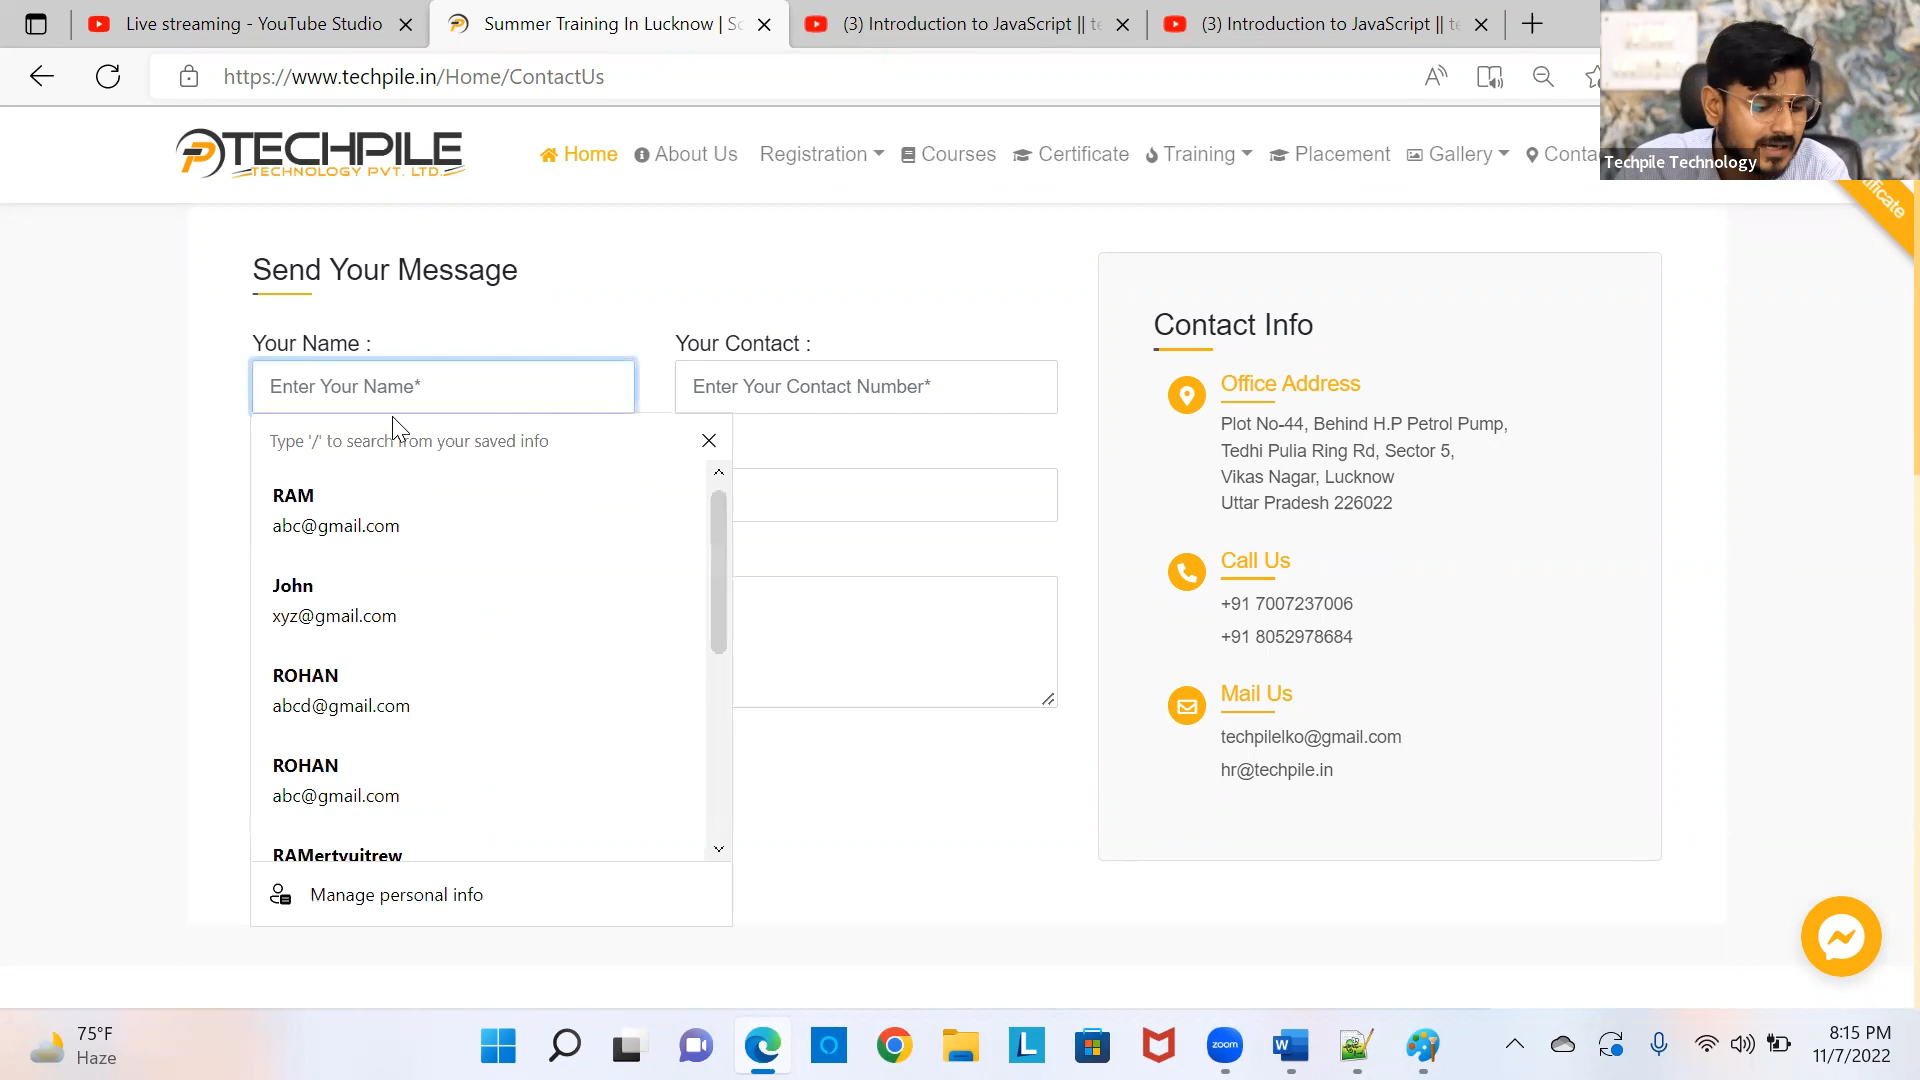 Live streaming - YouTube Studio
Summer Training In Lucknow | Sc
(3) Introduction to JavaScript || te
(3) Introduction to JavaScript || te
https://www.techpile.in/Home/ContactUs
TECHPILE
TECHNOLOGY PVT. LTD.
Home
About Us
Registration
Courses
Certificate
Training
Placement
Gallery
Conta
Techpile Technology
ificate
Send Your Message
Your Name :
Your Contact :
Enter Your Name*
Enter Your Contact Number*
Type '/' to search from your saved info
RAM
abc@gmail.com
John
xyz@gmail.com
ROHAN
abcd@gmail.com
ROHAN
abc@gmail.com
RAMertyuitrew
Manage personal info
Contact Info
Office Address
Plot No-44, Behind H.P Petrol Pump,
Tedhi Pulia Ring Rd, Sector 5,
Vikas Nagar, Lucknow
Uttar Pradesh 226022
Call Us
+91 7007237006
+91 8052978684
Mail Us
techpilelko@gmail.com
hr@techpile.in
75°F
Haze
L
zoom
W
8:15 PM
11/7/2022